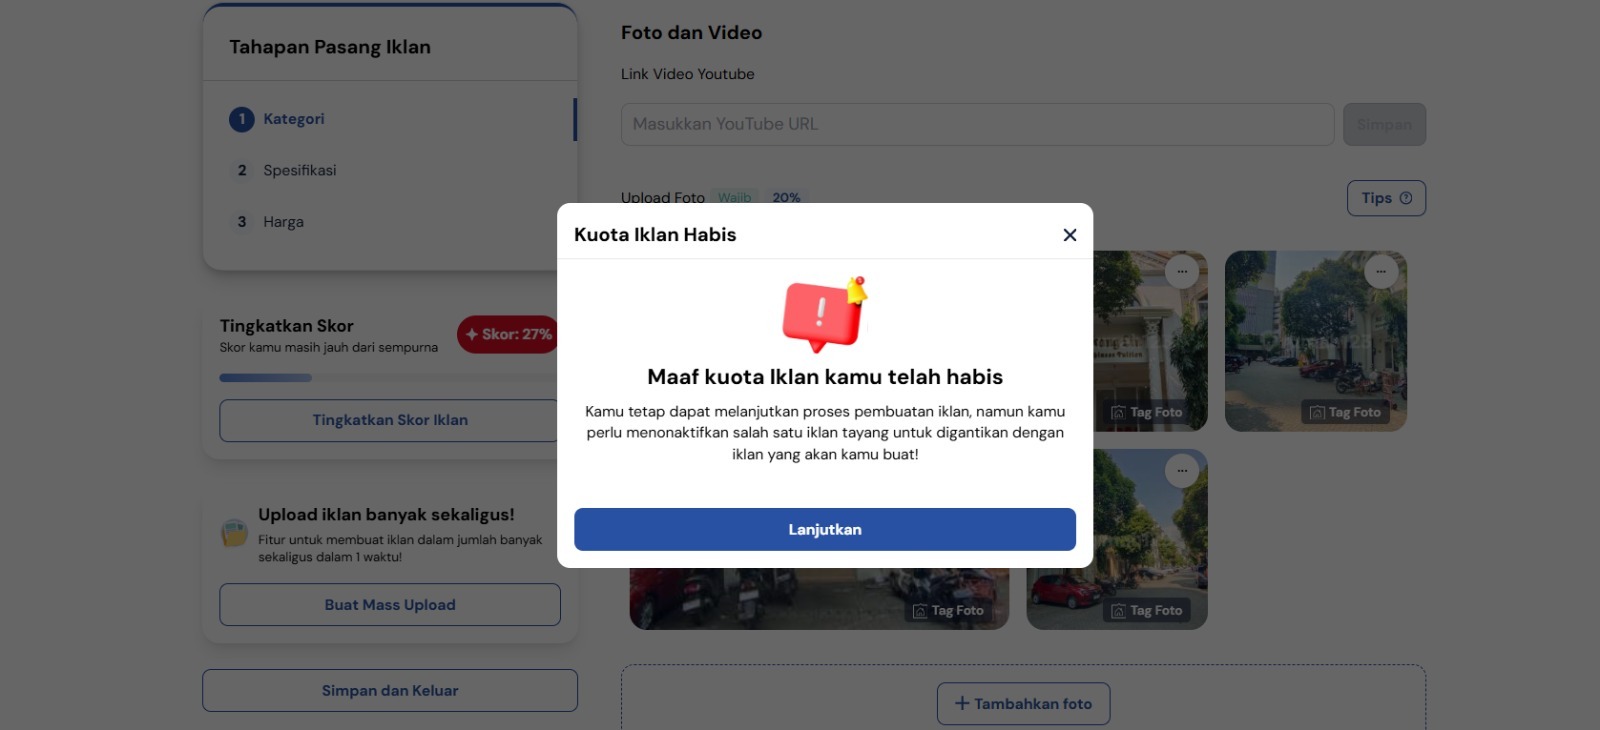 Tahapan Pasang Iklan
1 Kategori
2 Spesifikasi
3 Harga
Tingkatkan Skor
Skor kamu masih jauh dari sempurna
Skor: 27%
Tingkatkan Skor Iklan
Upload iklan banyak sekaligus!
Fitur untuk membuat iklan dalam jumlah banyak
sekaligus dalam 1 waktu!
Buat Mass Upload
Simpan dan Keluar
Foto dan Video
Link Video Youtube
Masukkan YouTube URL
Simpan
Upload Foto Wajib 20%
Tips
Kuota Iklan Habis
Maaf kuota Iklan kamu telah habis
Kamu tetap dapat melanjutkan proses pembuatan iklan, namun kamu
perlu menonaktifkan salah satu iklan tayang untuk digantikan dengan
iklan yang akan kamu buat!
Lanjutkan
Tag Foto
Tag Foto
Tag Foto
Tag Foto
+ Tambahkan foto